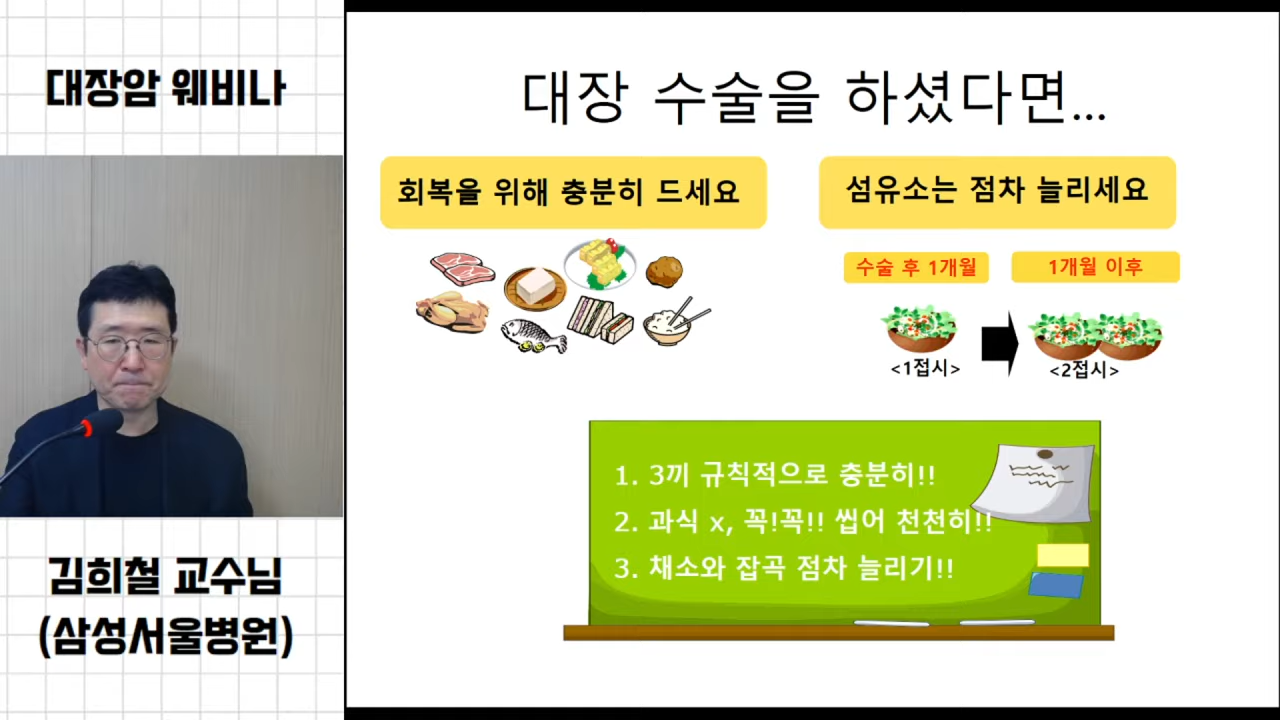 대장암 웨비나
김희철 교수님
(삼성서울병원)
대장 수술을 하셨다면...
회복을 위해 충분히 드세요
섬유소는 점차 늘리세요
수술 후 1개월
1개월 이후
<1접시>
<2접시>
1. 3끼 규칙적으로 충분히!!
2. 과식 x, 꼭!꼭!! 씹어 천천히!!
3. 채소와 잡곡 점차 늘리기!!